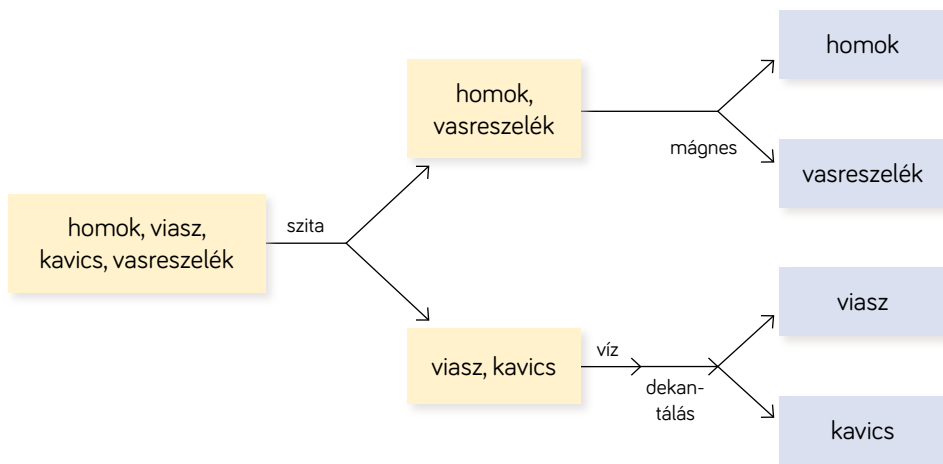 homok, viasz,
kavics, vasreszelék
szita
homok,
vasreszelék
mágnes
homok
vasreszelék
viasz, kavics
víz
dekan-
tálás
viasz
kavics